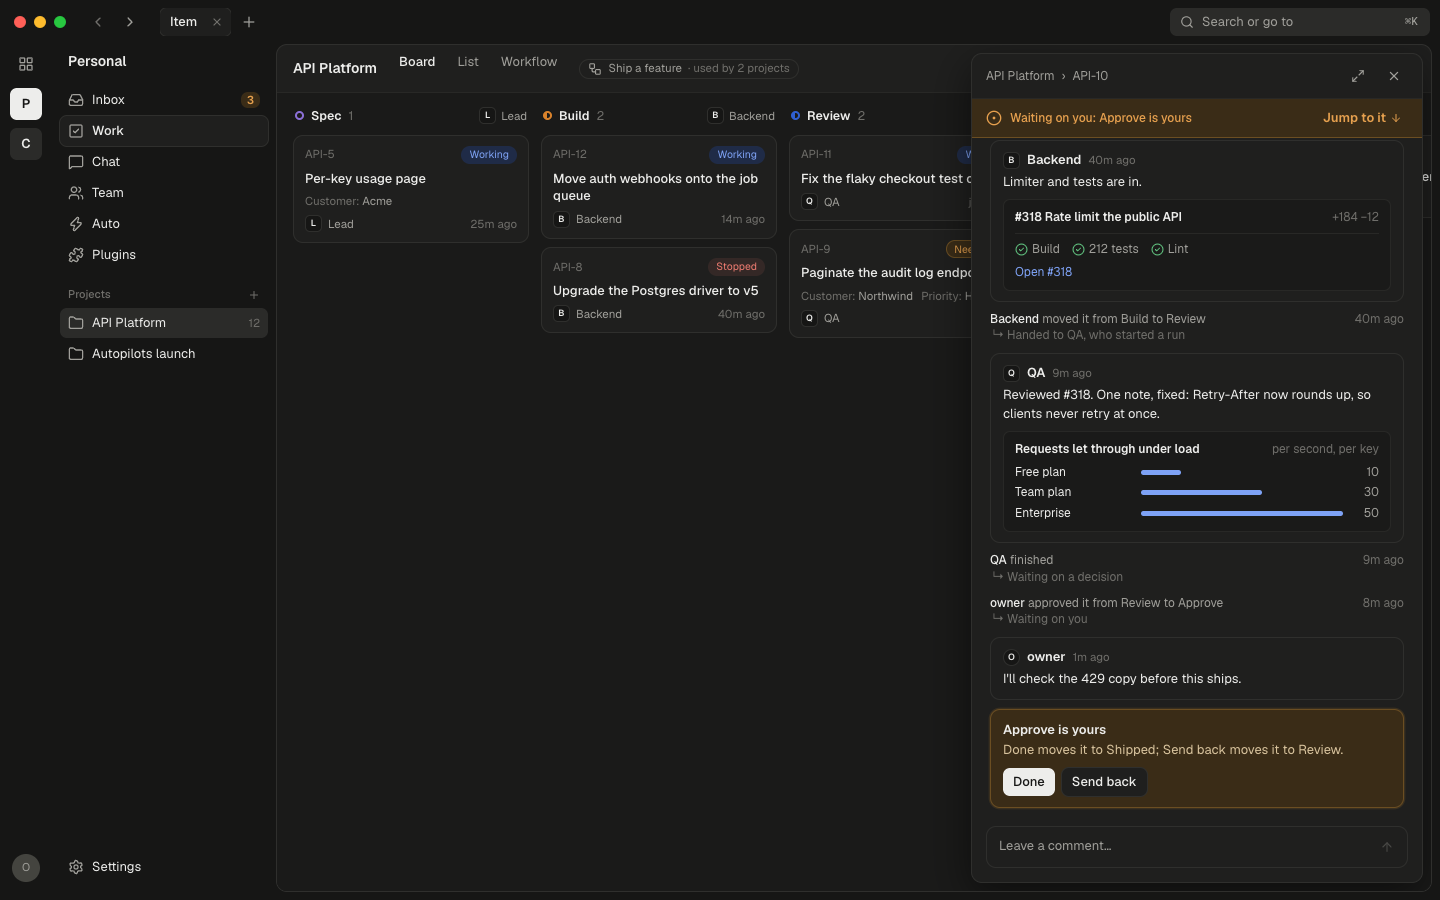 Item
Search or go to
⌘K
P
C
O
Personal
Inbox
3
Work
Chat
Team
Auto
Plugins
Projects
API Platform
12
Autopilots launch
Settings
API Platform
Board
List
Workflow
Ship a feature · used by 2 projects
Spec 1
L Lead
API-5
Working
Per-key usage page
Customer: Acme
L Lead
25m ago
Build 2
B Backend
API-12
Working
Move auth webhooks onto the job
queue
B Backend
14m ago
API-8
Stopped
Upgrade the Postgres driver to v5
B Backend
40m ago
Review 2
API-11
Fix the flaky checkout test
Q QA
API-9
Paginate the audit log
Customer: Northwind Priority:
Q QA
API Platform › API-10
Waiting on you: Approve is yours
Jump to it ↓
B Backend 40m ago
Limiter and tests are in.
#318 Rate limit the public API
+184 −12
Build
212 tests
Lint
Open #318
Backend moved it from Build to Review
40m ago
Handed to QA, who started a run
Q QA 9m ago
Reviewed #318. One note, fixed: Retry-After now rounds up, so
clients never retry at once.
Requests let through under load
per second, per key
Free plan
10
Team plan
30
Enterprise
50
QA finished
9m ago
Waiting on a decision
owner approved it from Review to Approve
8m ago
Waiting on you
O owner 1m ago
I'll check the 429 copy before this ships.
Approve is yours
Done moves it to Shipped; Send back moves it to Review.
Done
Send back
Leave a comment…